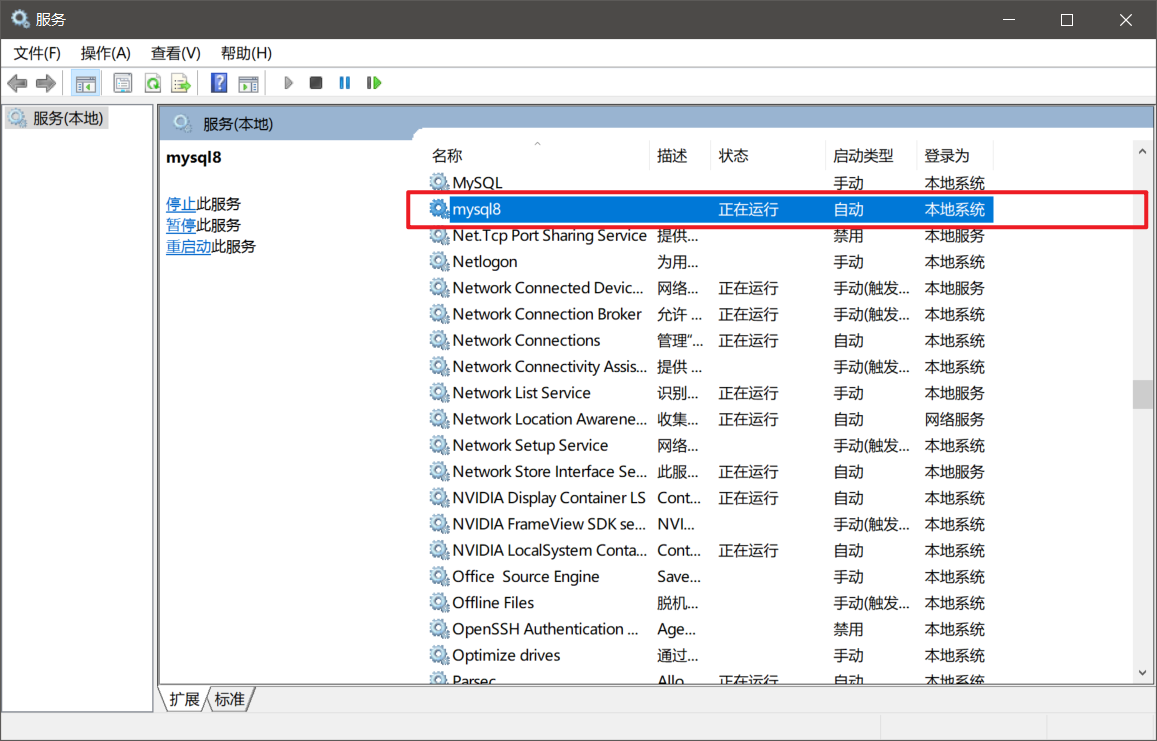 服务
文件(F) 操作(A) 查看(V) 帮助(H)
服务(本地)
服务(本地)
mysql8
停止此服务
暂停此服务
重启动此服务
名称 描述 状态 启动类型 登录为
MySQL 手动 本地系统
mysql8 正在运行 自动 本地系统
Net.Tcp Port Sharing Service 提供... 禁用 本地服务
Netlogon 为用... 手动 本地系统
Network Connected Devic... 网络... 正在运行 手动(触发... 本地服务
Network Connection Broker 允许 ... 正在运行 手动(触发... 本地系统
Network Connections 管理“... 正在运行 自动 本地系统
Network Connectivity Assis... 提供 ... 手动(触发... 本地系统
Network List Service 识别... 正在运行 手动 本地服务
Network Location Awarene... 收集... 正在运行 自动 网络服务
Network Setup Service 网络... 手动(触发... 本地系统
Network Store Interface Se... 此服... 正在运行 自动 本地服务
NVIDIA Display Container LS Cont... 正在运行 自动 本地系统
NVIDIA FrameView SDK se... NVI... 手动(触发... 本地系统
NVIDIA LocalSystem Conta... Cont... 正在运行 自动 本地系统
Office  Source Engine Save... 手动 本地系统
Offline Files 脱机... 手动(触发... 本地系统
OpenSSH Authentication ... Age... 禁用 本地系统
Optimize drives 通过... 手动 本地系统
Parsec Allo... 正在运行 自动 本地系统
扩展 标准